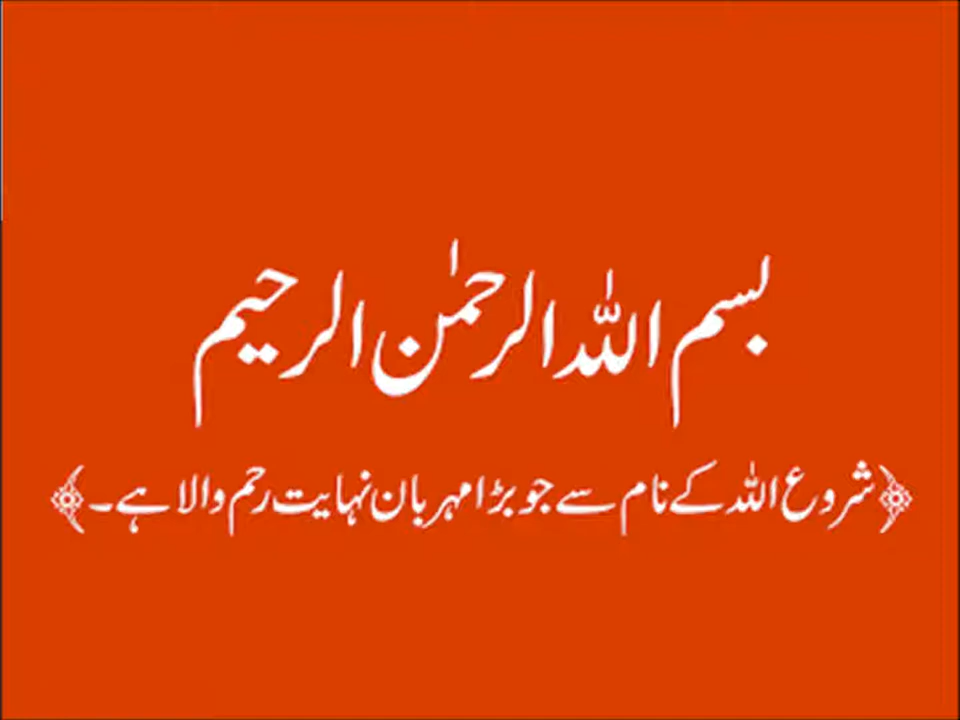 بسم اللہ الرحمٰن الرحیم
﴿شروع اللہ کے نام سے جو بڑا مہربان نہایت رحم والا ہے۔﴾